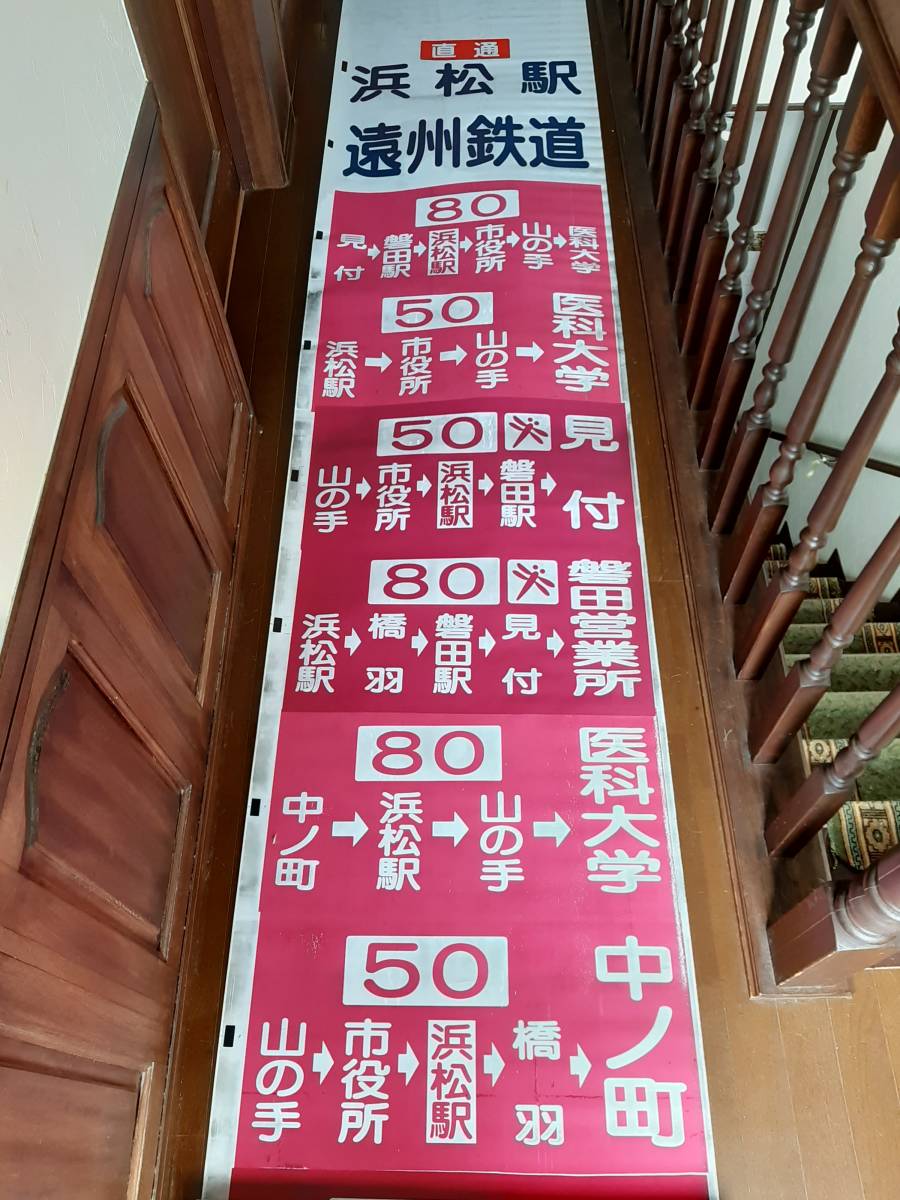 直通
浜松駅
遠州鉄道
80
見付→磐田駅→浜松駅→市役所→山の手→医科大学
50
浜松駅→市役所→山の手→医科大学
50
山の手→市役所→浜松駅→磐田駅→見付
80
浜松駅→橋羽→磐田駅→見付→磐田営業所
80
中ノ町→浜松駅→山の手→医科大学
50
山の手→市役所→浜松駅→橋羽→中ノ町